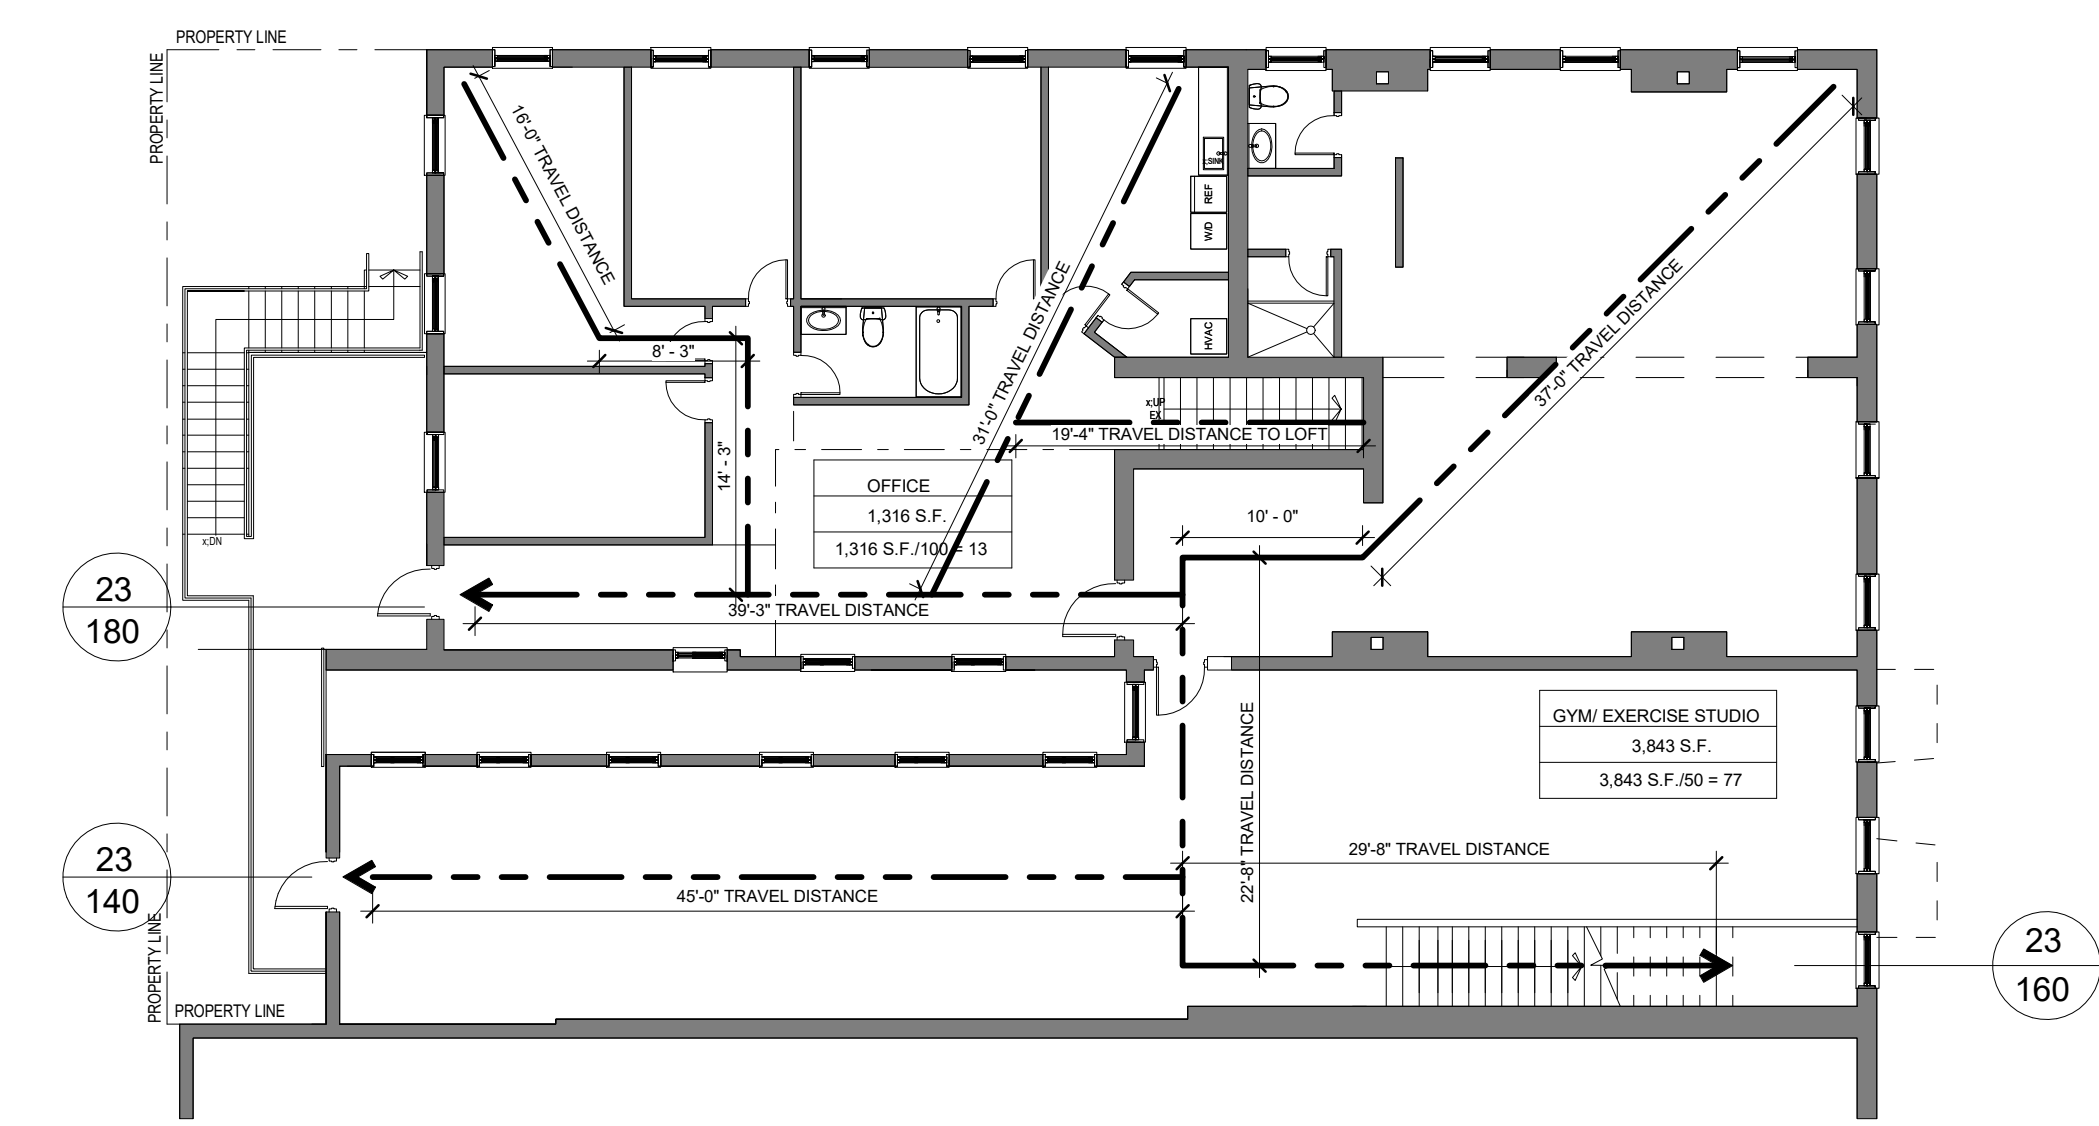 PROPERTY LINE
PROPERTY LINE
16'-0" TRAVEL DISTANCE
x;SINK
REF
W/D
HVAC
31'-0" TRAVEL DISTANCE
37'-0" TRAVEL DISTANCE
8' - 3"
14' - 3"
x;UP
EX
19'-4" TRAVEL DISTANCE TO LOFT
OFFICE
1,316 S.F.
1,316 S.F./100 = 13
10' - 0"
x;DN
23
180
39'-3" TRAVEL DISTANCE
GYM/ EXERCISE STUDIO
3,843 S.F.
3,843 S.F./50 = 77
22'-8" TRAVEL DISTANCE
29'-8" TRAVEL DISTANCE
23
140
45'-0" TRAVEL DISTANCE
23
160
PROPERTY LINE
PROPERTY LINE